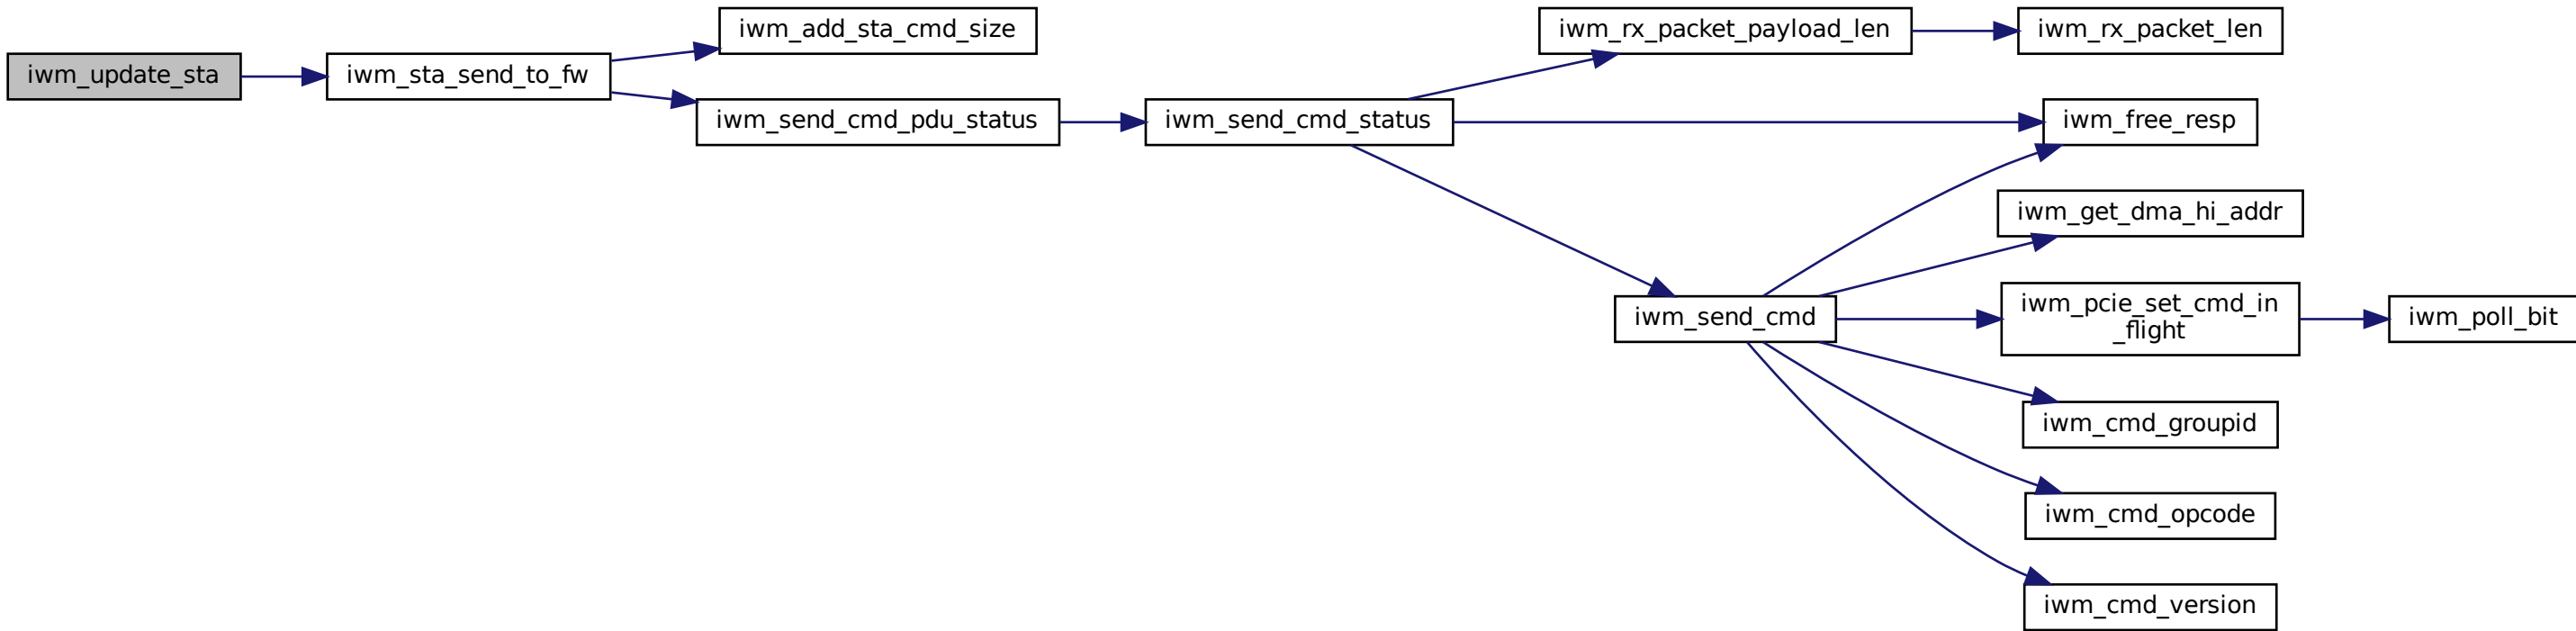 iwm_update_sta
iwm_sta_send_to_fw
iwm_add_sta_cmd_size
iwm_send_cmd_pdu_status
iwm_send_cmd_status
iwm_rx_packet_payload_len
iwm_rx_packet_len
iwm_free_resp
iwm_send_cmd
iwm_get_dma_hi_addr
iwm_pcie_set_cmd_in
_flight
iwm_poll_bit
iwm_cmd_groupid
iwm_cmd_opcode
iwm_cmd_version